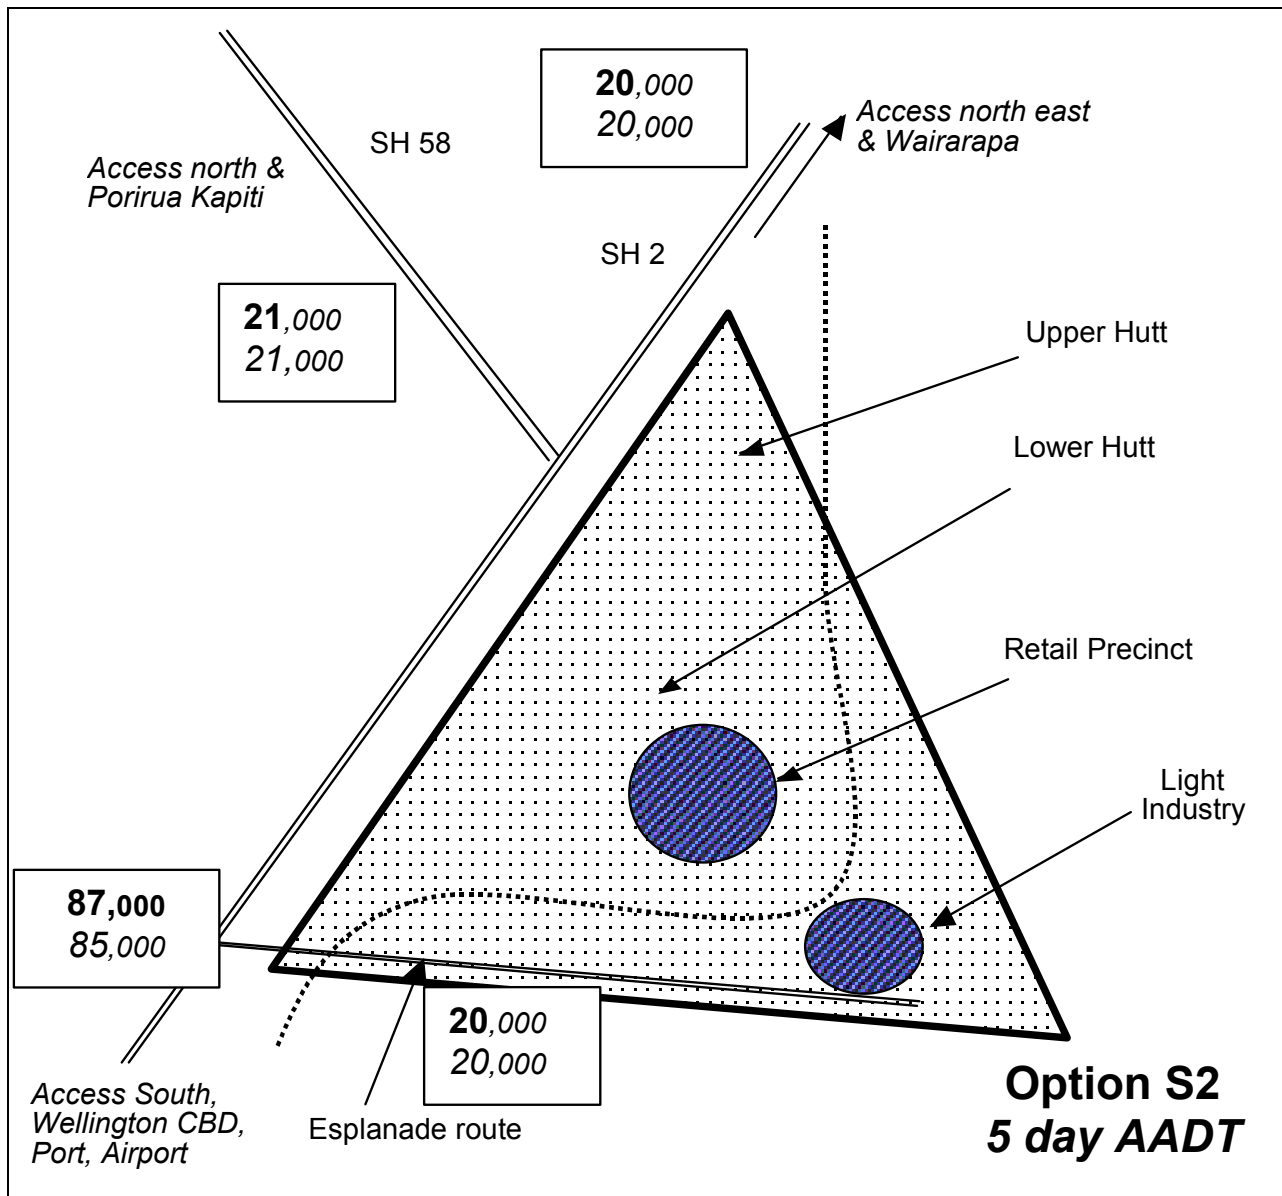 20,000
20,000
Access north east
& Wairarapa
SH 58
Access north &
Porirua Kapiti
SH 2
21,000
21,000
Upper Hutt
Lower Hutt
Retail Precinct
Light
Industry
87,000
85,000
20,000
20,000
Esplanade route
Access South,
Wellington CBD,
Port, Airport
Option S2
5 day AADT